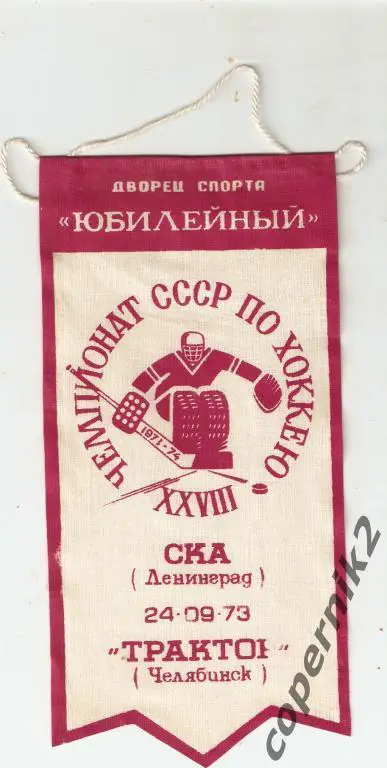 ДВОРЕЦ СПОРТА
«ЮБИЛЕЙНЫЙ»
ЧЕМПИОНАТ СССР ПО ХОККЕЮ
1973-74
XXVIII
СКА
(Ленинград)
24·09·73
"ТРАКТОР"
(Челябинск)
copernik2